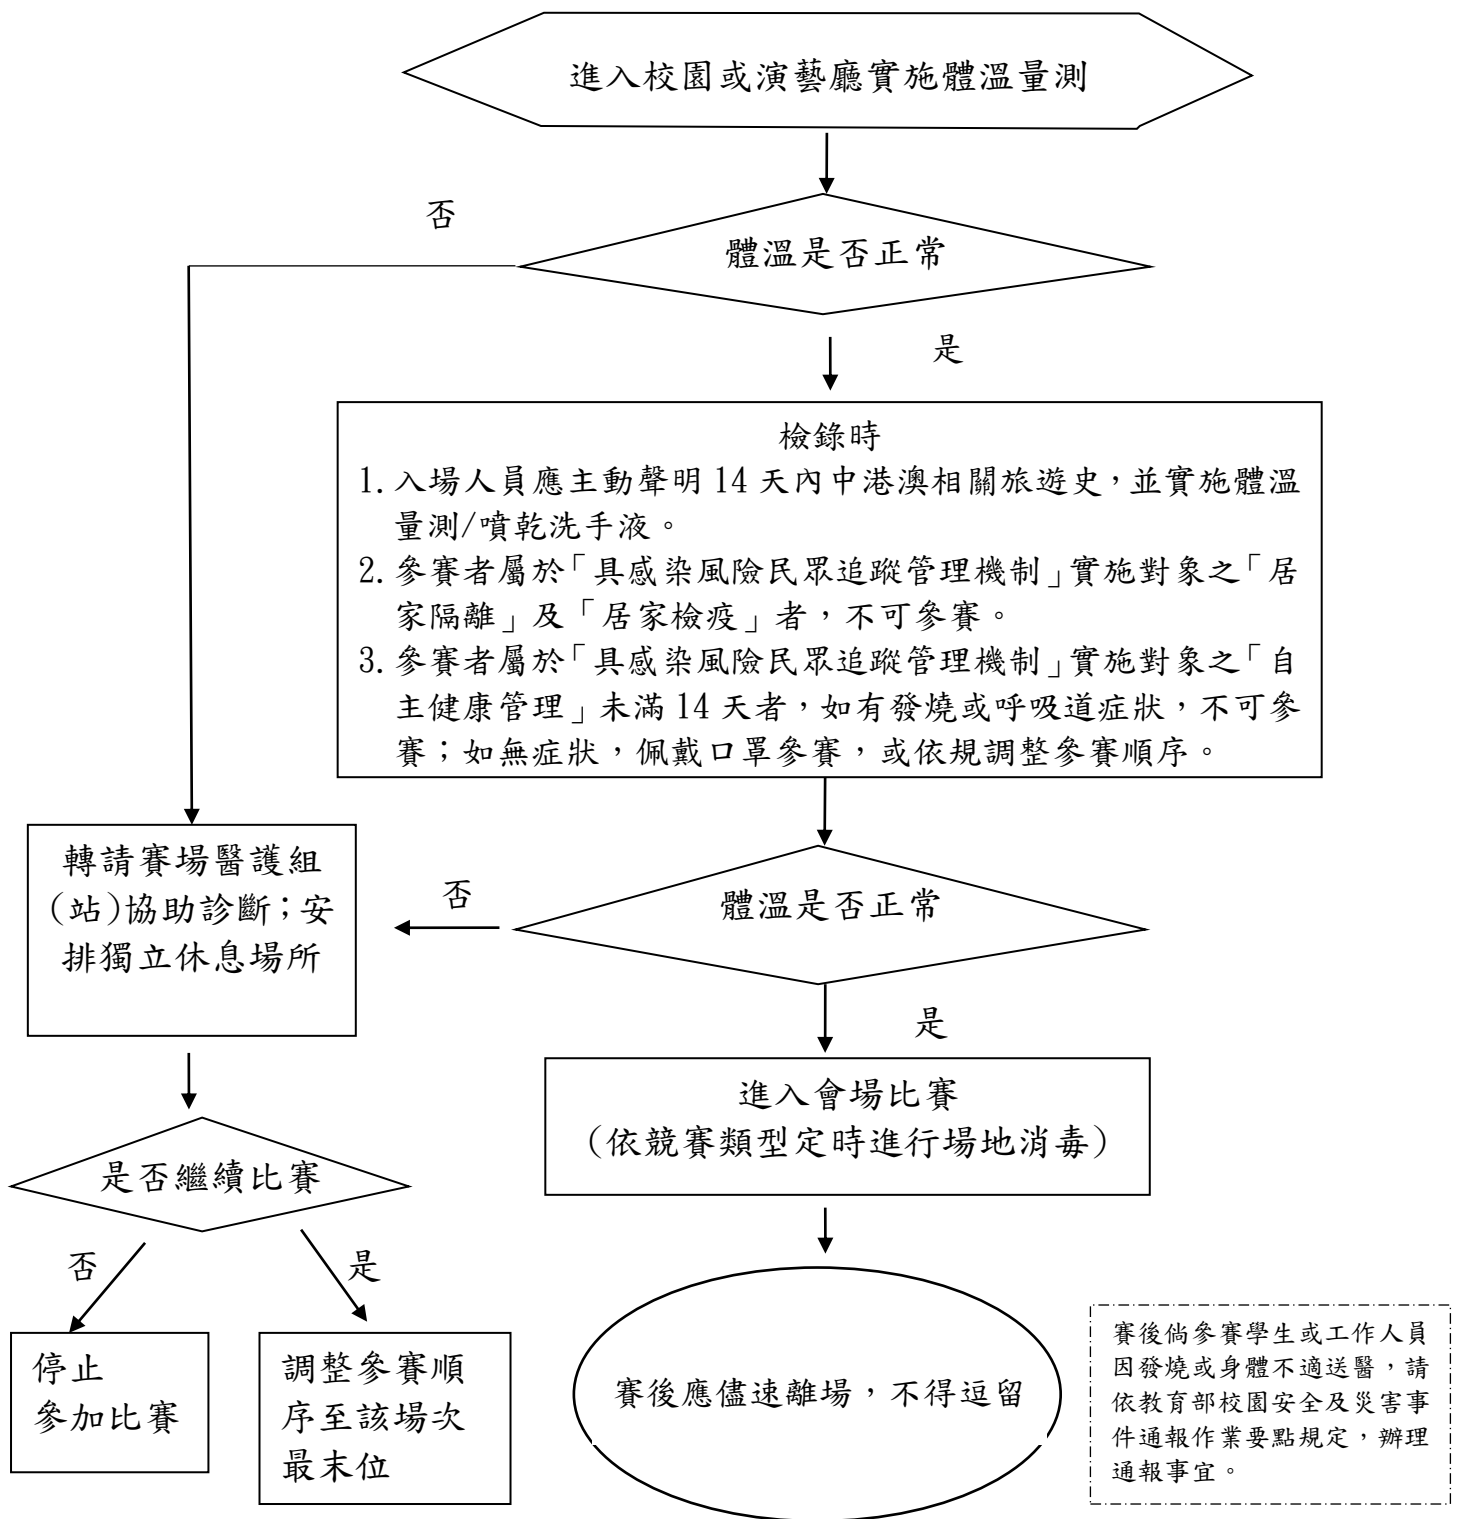 進入校園或演藝廳實施體溫量測
否
體溫是否正常
是
檢錄時
1. 入場人員應主動聲明 14 天內中港澳相關旅遊史，並實施體溫
量測/噴乾洗手液。
2. 參賽者屬於「具感染風險民眾追蹤管理機制」實施對象之「居
家隔離」及「居家檢疫」者，不可參賽。
3. 參賽者屬於「具感染風險民眾追蹤管理機制」實施對象之「自
主健康管理」未滿 14 天者，如有發燒或呼吸道症狀，不可參
賽；如無症狀，佩戴口罩參賽，或依規調整參賽順序。
轉請賽場醫護組
(站)協助診斷；安
排獨立休息場所
否
體溫是否正常
是
進入會場比賽
(依競賽類型定時進行場地消毒)
是否繼續比賽
否
是
停止
參加比賽
調整參賽順
序至該場次
最末位
賽後應儘速離場，不得逗留
賽後倘參賽學生或工作人員
因發燒或身體不適送醫，請
依教育部校園安全及災害事
件通報作業要點規定，辦理
通報事宜。